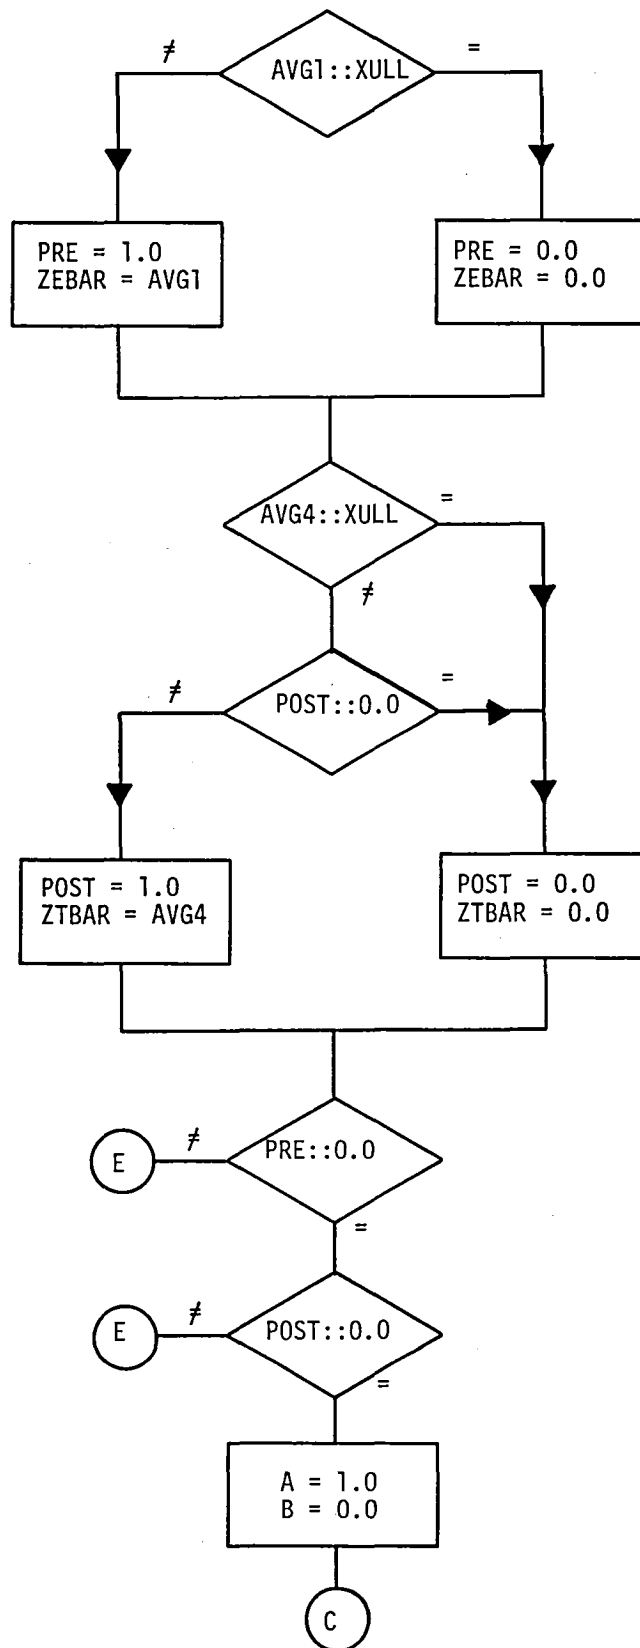 ≠
AVG1::XULL
=
PRE = 1.0
ZEBAR = AVG1
PRE = 0.0
ZEBAR = 0.0
AVG4::XULL
=
≠
≠
POST::0.0
=
POST = 1.0
ZTBAR = AVG4
POST = 0.0
ZTBAR = 0.0
E
≠
PRE::0.0
=
E
≠
POST::0.0
=
A = 1.0
B = 0.0
C